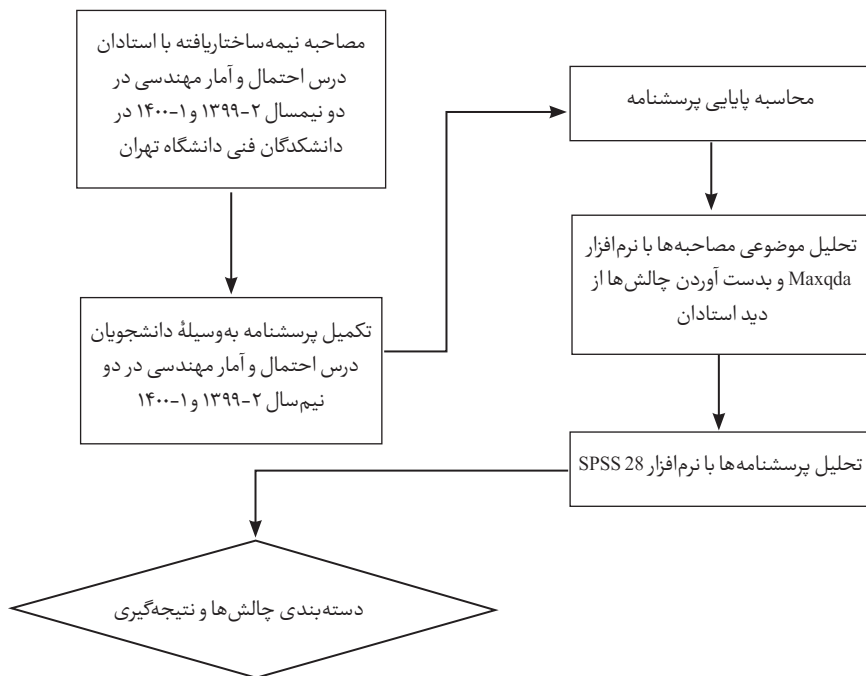 مصاحبه نیمه‌ساختاریافته با استادان
درس احتمال و آمار مهندسی در
دو نیمسال ۲-۱۳۹۹ و ۱-۱۴۰۰ در
دانشکدگان فنی دانشگاه تهران
تکمیل پرسشنامه به‌وسیلهٔ دانشجویان
درس احتمال و آمار مهندسی در دو
نیم‌سال ۲-۱۳۹۹ و ۱-۱۴۰۰
محاسبه پایایی پرسشنامه
تحلیل موضوعی مصاحبه‌ها با نرم‌افزار
Maxqda و بدست آوردن چالش‌ها از
دید استادان
تحلیل پرسشنامه‌ها با نرم‌افزار SPSS 28
دسته‌بندی چالش‌ها و نتیجه‌گیری